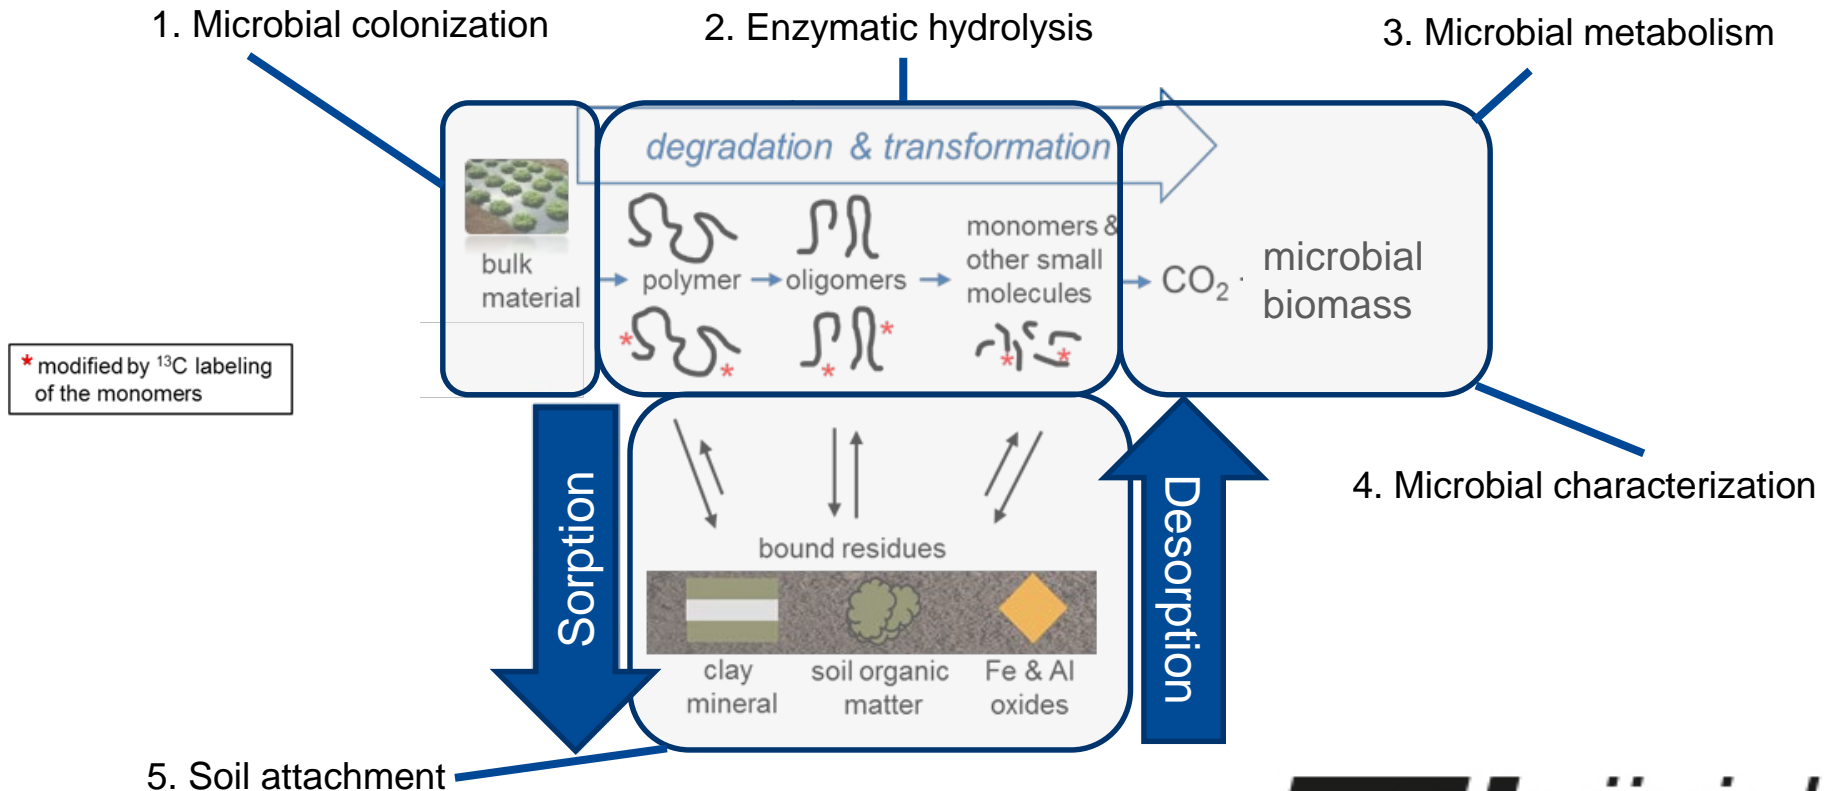 1. Microbial colonization
2. Enzymatic hydrolysis
3. Microbial metabolism
degradation & transformation
bulk
material
polymer
oligomers
monomers &
other small
molecules
CO₂
microbial
biomass
* modified by ¹³C labeling
of the monomers
*
*
*
*
*
*
Sorption
Desorption
4. Microbial characterization
bound residues
clay
mineral
soil organic
matter
Fe & Al
oxides
5. Soil attachment